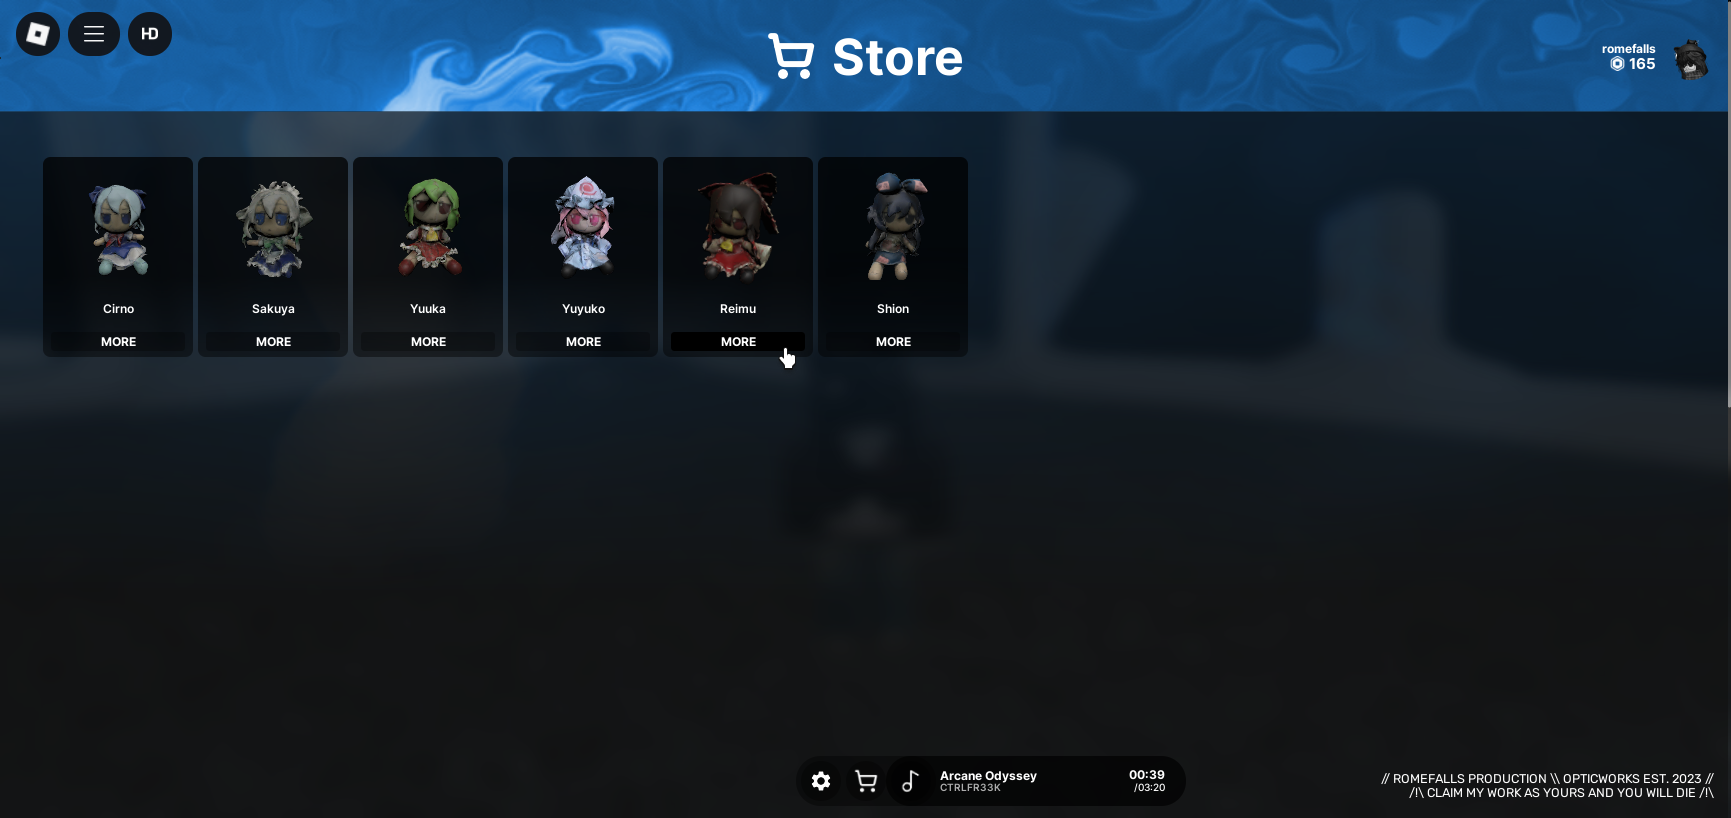 HD
Store
romefalls
165
Cirno
Sakuya
Yuuka
Yuyuko
Reimu
Shion
MORE
MORE
MORE
MORE
MORE
MORE
Arcane Odyssey
CTRLFR33K
00:39
/03:20
// ROMEFALLS PRODUCTION \\ OPTICWORKS EST. 2023 //
/!\ CLAIM MY WORK AS YOURS AND YOU WILL DIE /!\